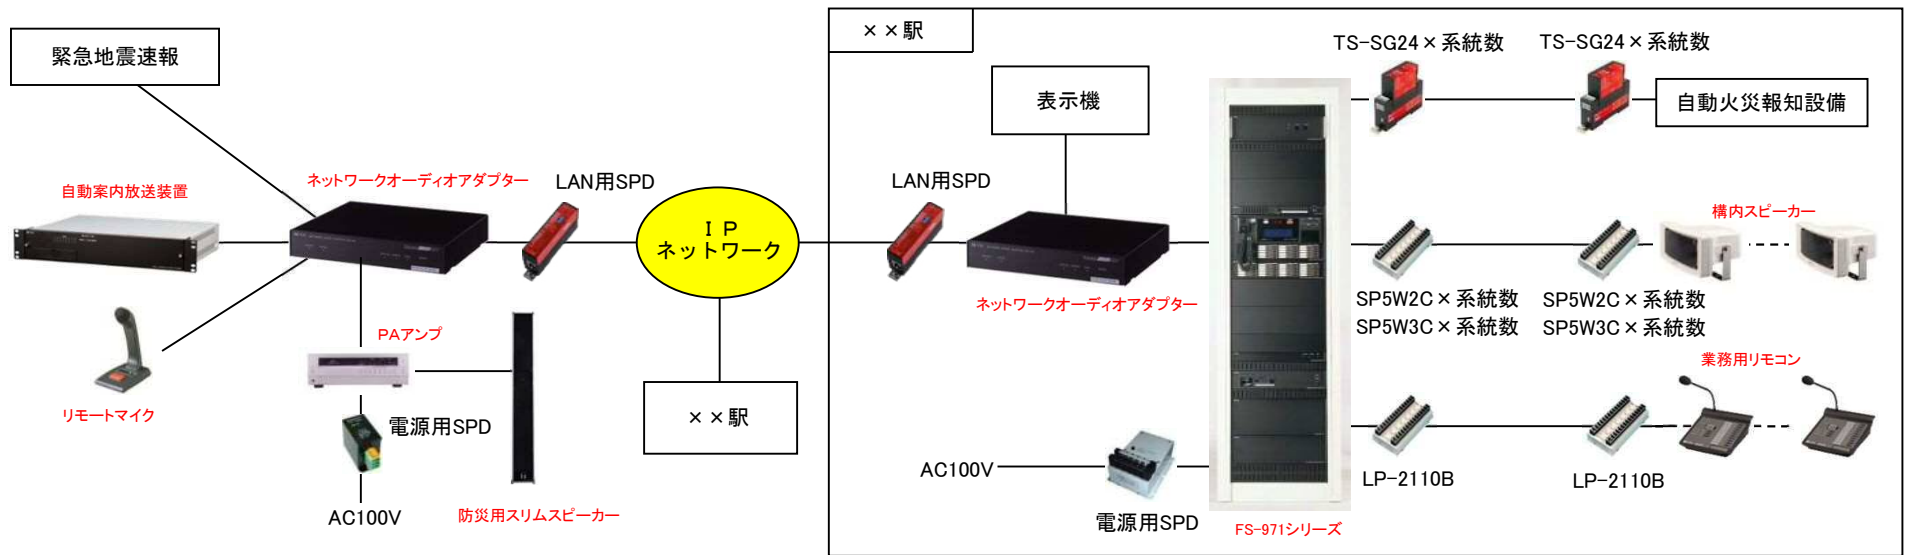 緊急地震速報
自動案内放送装置
ネットワークオーディオアダプター
LAN用SPD
リモートマイク
PAアンプ
電源用SPD
AC100V
防災用スリムスピーカー
IP
ネットワーク
××駅
××駅
表示機
LAN用SPD
ネットワークオーディオアダプター
AC100V
電源用SPD
FS-971シリーズ
TS-SG24×系統数
TS-SG24×系統数
自動火災報知設備
構内スピーカー
SP5W2C×系統数
SP5W3C×系統数
SP5W2C×系統数
SP5W3C×系統数
業務用リモコン
LP-2110B
LP-2110B